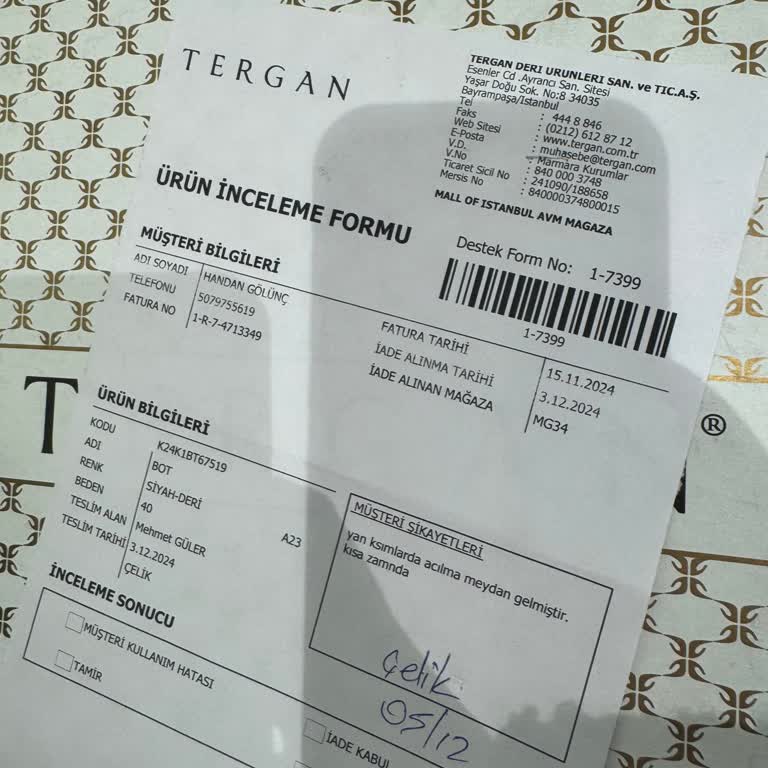 TERGAN
TERGAN DERI URUNLERI SAN. ve TIC.A.Ş.
Esenler Cd .Ayrancı San. Sitesi
Yaşar Doğu Sok. No:8 34035
Bayrampaşa/Istanbul
Tel : 444 8 846
Faks : (0212) 612 87 12
Web Sitesi : www.tergan.com.tr
E-Posta : muhasebe@tergan.com
V.D. : Marmara Kurumlar
V.No : 840 000 3748
Ticaret Sicil No : 241090/188658
Mersis No : 840000374800015
MALL OF ISTANBUL AVM MAGAZA
ÜRÜN İNCELEME FORMU
Destek Form No: 1-7399
1-7399
MÜŞTERİ BİLGİLERİ
ADI SOYADI HANDAN GÖLÜNÇ
TELEFONU 5079755619
FATURA NO 1-R-7-4713349
FATURA TARİHİ 15.11.2024
İADE ALINMA TARİHİ 3.12.2024
İADE ALINAN MAĞAZA MG34
ÜRÜN BİLGİLERİ
KODU K24K1BT67519
ADI BOT
RENK SİYAH-DERİ
BEDEN 40 A23
TESLİM ALAN Mehmet GÜLER
TESLİM TARİHİ 3.12.2024
ÇELİK
MÜŞTERİ ŞİKAYETLERİ
yan ksımlarda acılma meydan gelmiştir.
kısa zamnda
çelik
05/12
İNCELEME SONUCU
MÜŞTERİ KULLANIM HATASI
TAMİR
İADE KABUL
T
®